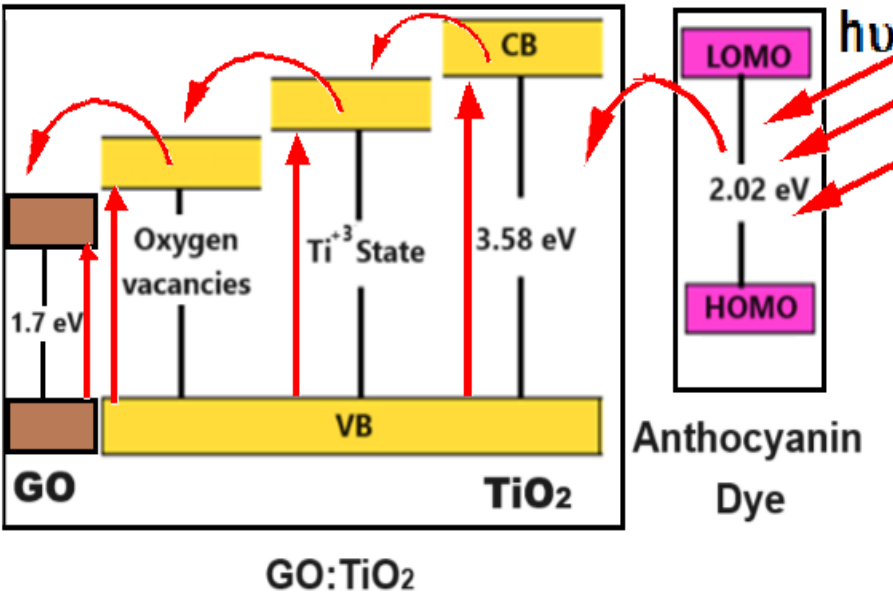 CB
LOMO
hυ
Oxygen
vacancies
Ti⁺³ State
3.58 eV
2.02 eV
1.7 eV
HOMO
VB
GO
TiO₂
Anthocyanin
Dye
GO:TiO₂